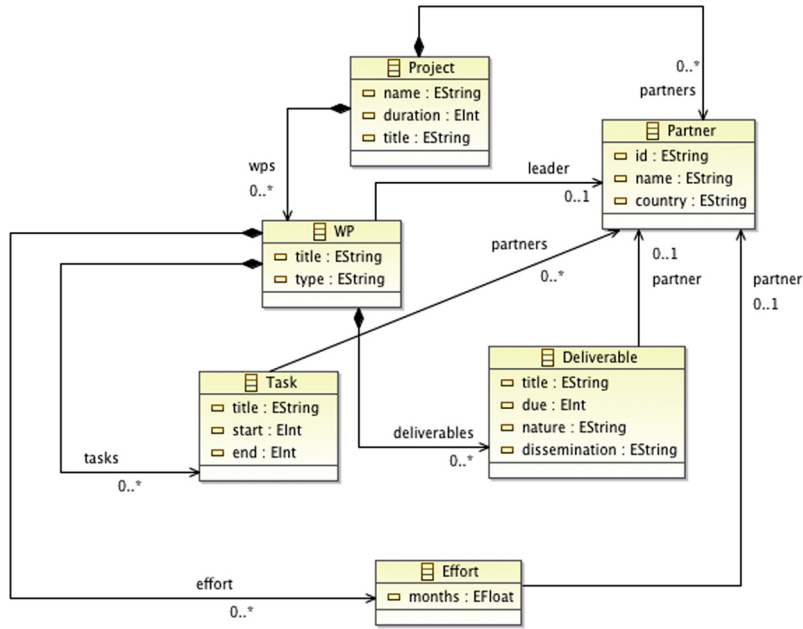 Project
name : EString
duration : EInt
title : EString
0..*
partners
Partner
id : EString
name : EString
country : EString
wps
0..*
leader
0..1
WP
title : EString
type : EString
partners
0..*
0..1
partner
partner
0..1
Task
title : EString
start : EInt
end : EInt
Deliverable
title : EString
due : EInt
nature : EString
dissemination : EString
deliverables
0..*
tasks
0..*
Effort
months : EFloat
effort
0..*